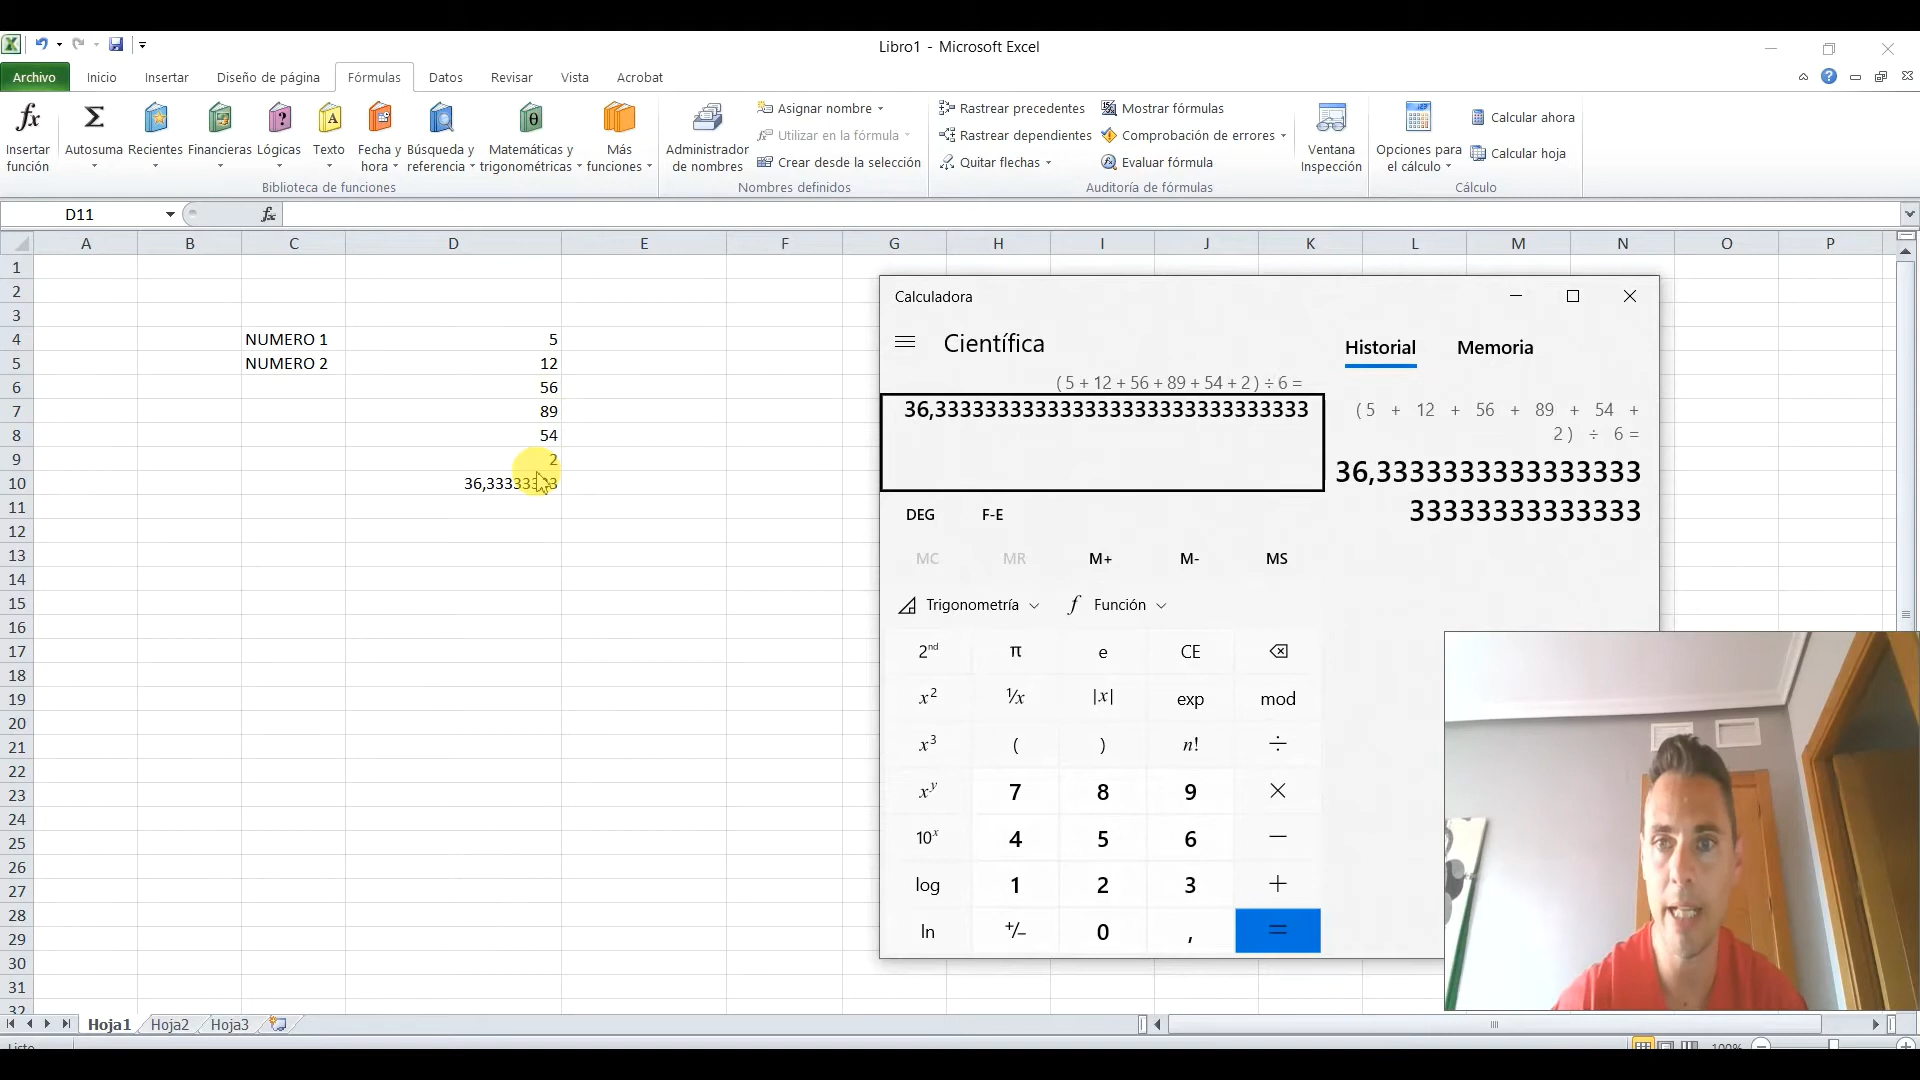 Libro1 - Microsoft Excel
Archivo Inicio Insertar Diseño de página Fórmulas Datos Revisar Vista Acrobat
Insertar función
Autosuma
Recientes
Financieras
Lógicas
Texto
Fecha y hora
Búsqueda y referencia
Matemáticas y trigonométricas
Más funciones
Biblioteca de funciones
Administrador de nombres
Asignar nombre
Utilizar en la fórmula
Crear desde la selección
Nombres definidos
Rastrear precedentes
Rastrear dependientes
Quitar flechas
Mostrar fórmulas
Comprobación de errores
Evaluar fórmula
Auditoría de fórmulas
Ventana Inspección
Opciones para el cálculo
Calcular ahora
Calcular hoja
Cálculo
D11 fx
A B C D E F G H I J K L M N O P
1
2
3
4 NUMERO 1 5
5 NUMERO 2 12
6 56
7 89
8 54
9 2
10 36,33333333
11
12
13
14
15
16
17
18
19
20
21
22
23
24
25
26
27
28
29
30
31
32
Calculadora
Científica
(5 + 12 + 56 + 89 + 54 + 2) ÷ 6 =
36,333333333333333333333333333333
DEG F-E
MC MR M+ M- MS
Trigonometría Función
2nd π e CE
x2 1/x |x| exp mod
x3 ( ) n! ÷
xy 7 8 9 ×
10x 4 5 6 −
log 1 2 3 +
ln +/− 0 , =
Historial Memoria
(5 + 12 + 56 + 89 + 54 +
2) ÷ 6 =
36,3333333333333333
33333333333333
Hoja1 Hoja2 Hoja3
100%